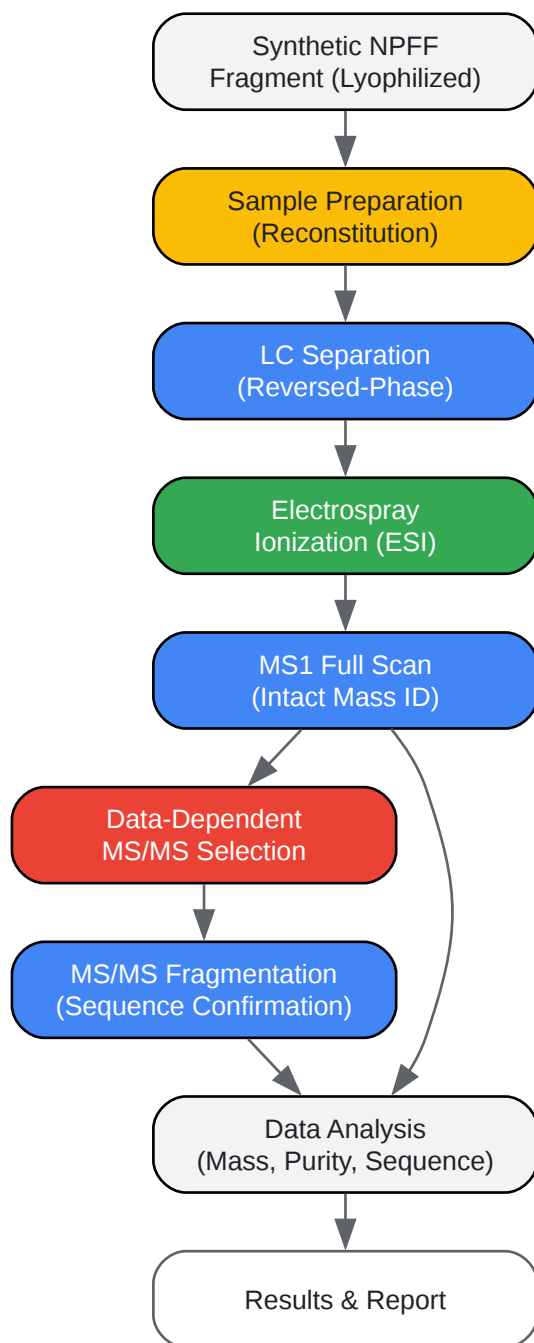 Synthetic NPFF
Fragment (Lyophilized)
Sample Preparation
(Reconstitution)
LC Separation
(Reversed-Phase)
Electrospray
Ionization (ESI)
MS1 Full Scan
(Intact Mass ID)
Data-Dependent
MS/MS Selection
MS/MS Fragmentation
(Sequence Confirmation)
Data Analysis
(Mass, Purity, Sequence)
Results & Report